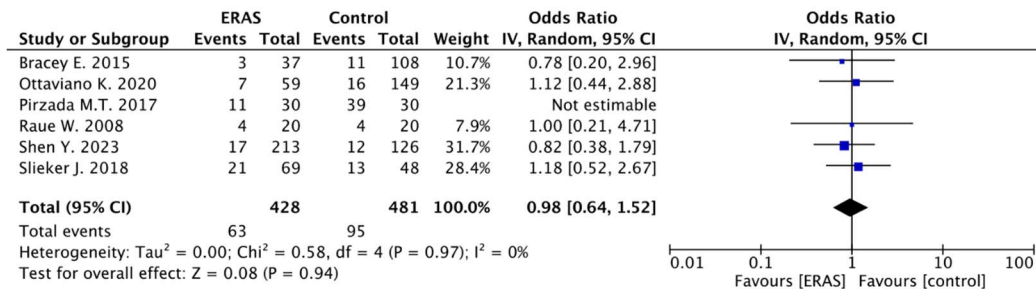 ERAS Control Odds Ratio Odds Ratio
Study or Subgroup Events Total Events Total Weight IV, Random, 95% CI IV, Random, 95% CI
Bracey E. 2015 3 37 11 108 10.7% 0.78 [0.20, 2.96]
Ottaviano K. 2020 7 59 16 149 21.3% 1.12 [0.44, 2.88]
Pirzada M.T. 2017 11 30 39 30 Not estimable
Raue W. 2008 4 20 4 20 7.9% 1.00 [0.21, 4.71]
Shen Y. 2023 17 213 12 126 31.7% 0.82 [0.38, 1.79]
Slieker J. 2018 21 69 13 48 28.4% 1.18 [0.52, 2.67]
Total (95% CI) 428 481 100.0% 0.98 [0.64, 1.52]
Total events 63 95
Heterogeneity: Tau² = 0.00; Chi² = 0.58, df = 4 (P = 0.97); I² = 0%
Test for overall effect: Z = 0.08 (P = 0.94)
0.01 0.1 1 10 100
Favours [ERAS] Favours [control]